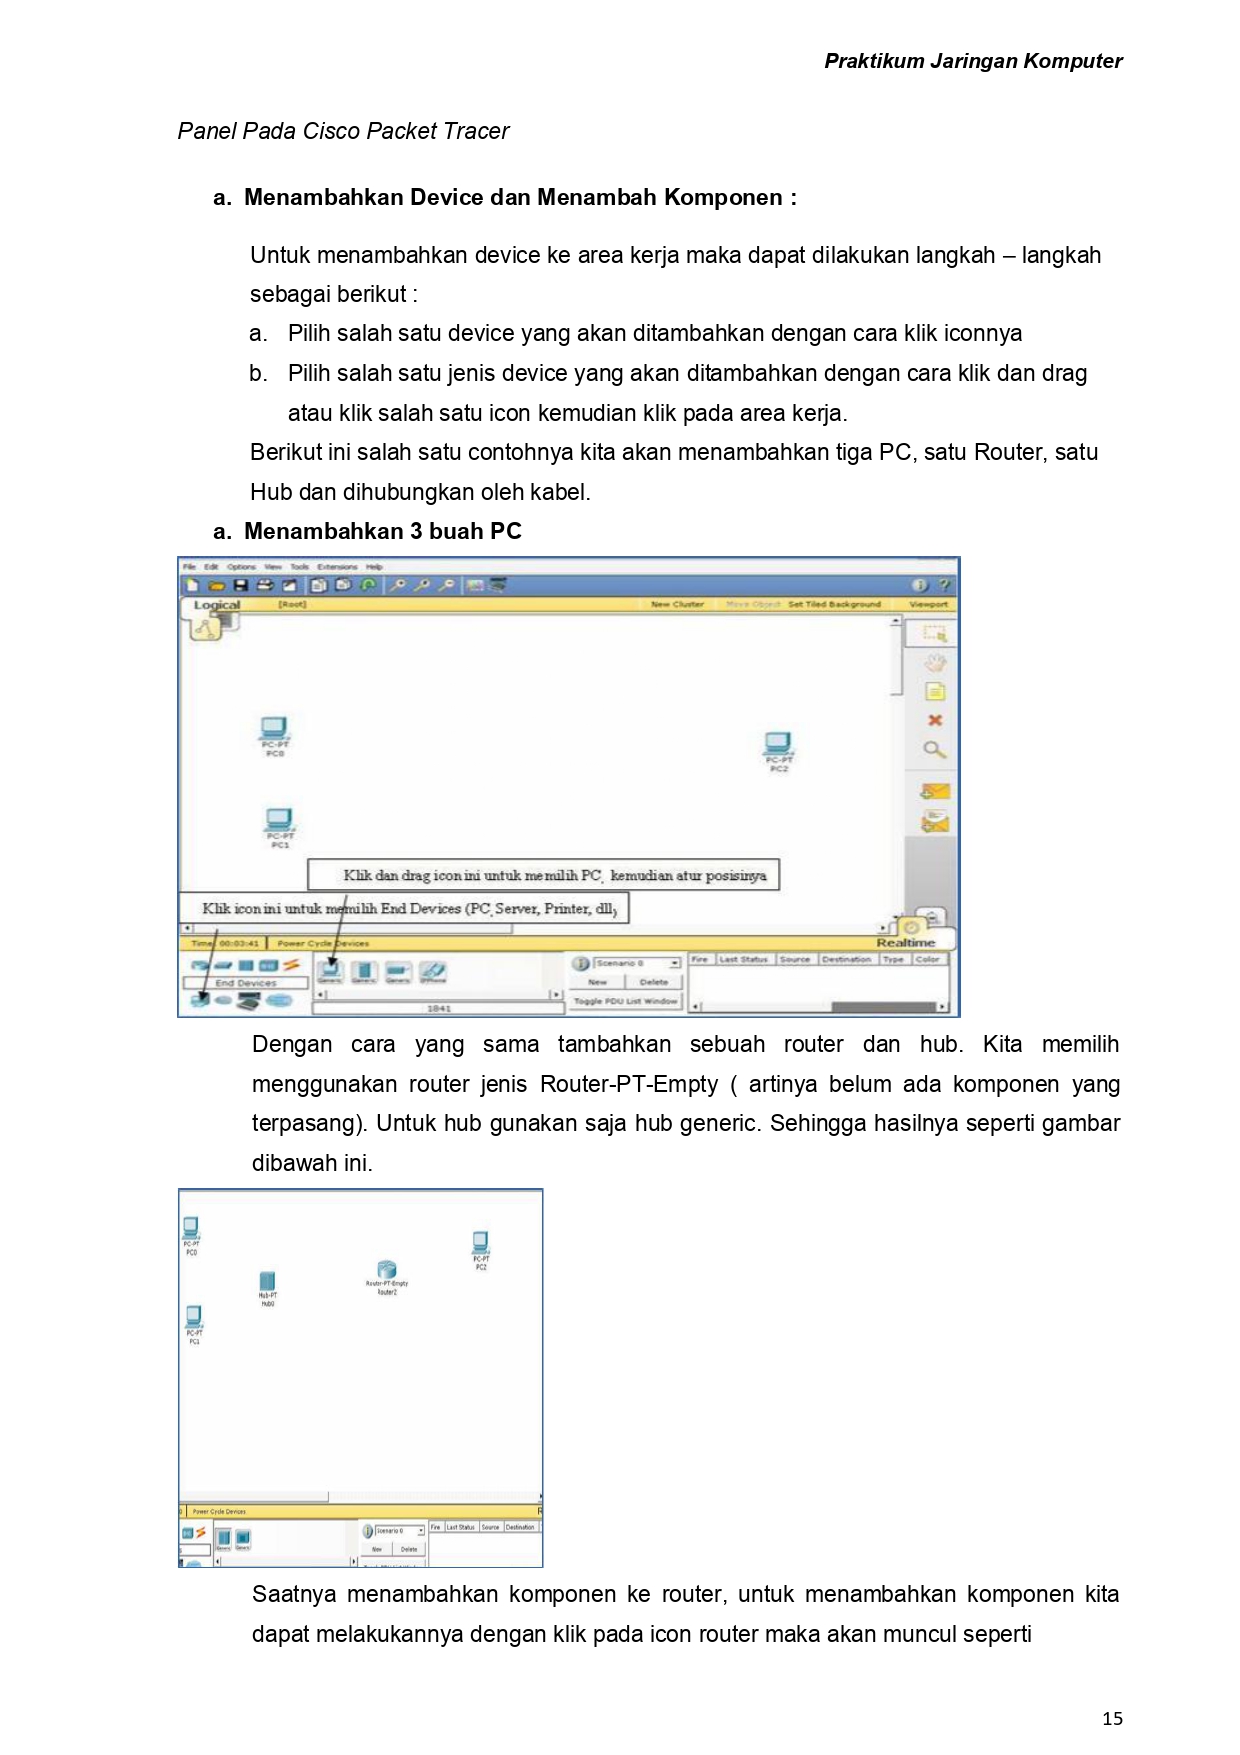 Praktikum Jaringan Komputer
Panel Pada Cisco Packet Tracer
a. Menambahkan Device dan Menambah Komponen :
Untuk menambahkan device ke area kerja maka dapat dilakukan langkah – langkah
sebagai berikut :
a. Pilih salah satu device yang akan ditambahkan dengan cara klik iconnya
b. Pilih salah satu jenis device yang akan ditambahkan dengan cara klik dan drag
atau klik salah satu icon kemudian klik pada area kerja.
Berikut ini salah satu contohnya kita akan menambahkan tiga PC, satu Router, satu
Hub dan dihubungkan oleh kabel.
a. Menambahkan 3 buah PC
File Edit Options View Tools Extensions Help
Logical [Root] New Cluster Move Object Set Tiled Background Viewport
PC-PT
PC0
PC-PT
PC2
PC-PT
PC1
Klik dan drag icon ini untuk memilih PC, kemudian atur posisinya
Klik icon ini untuk memilih End Devices (PC, Server, Printer, dll)
Time: 00:03:41 Power Cycle Devices Realtime
Scenario 0 Fire Last Status Source Destination Type Color
End Devices New Delete
Toggle PDU List Window
1841
Dengan cara yang sama tambahkan sebuah router dan hub. Kita memilih
menggunakan router jenis Router-PT-Empty ( artinya belum ada komponen yang
terpasang). Untuk hub gunakan saja hub generic. Sehingga hasilnya seperti gambar
dibawah ini.
PC-PT
PC0
PC-PT
PC2
Router-PT-Empty
Router2
Hub-PT
Hub0
PC-PT
PC1
Power Cycle Devices
Scenario 0 Fire Last Status Source Destination
New Delete
Saatnya menambahkan komponen ke router, untuk menambahkan komponen kita
dapat melakukannya dengan klik pada icon router maka akan muncul seperti
15